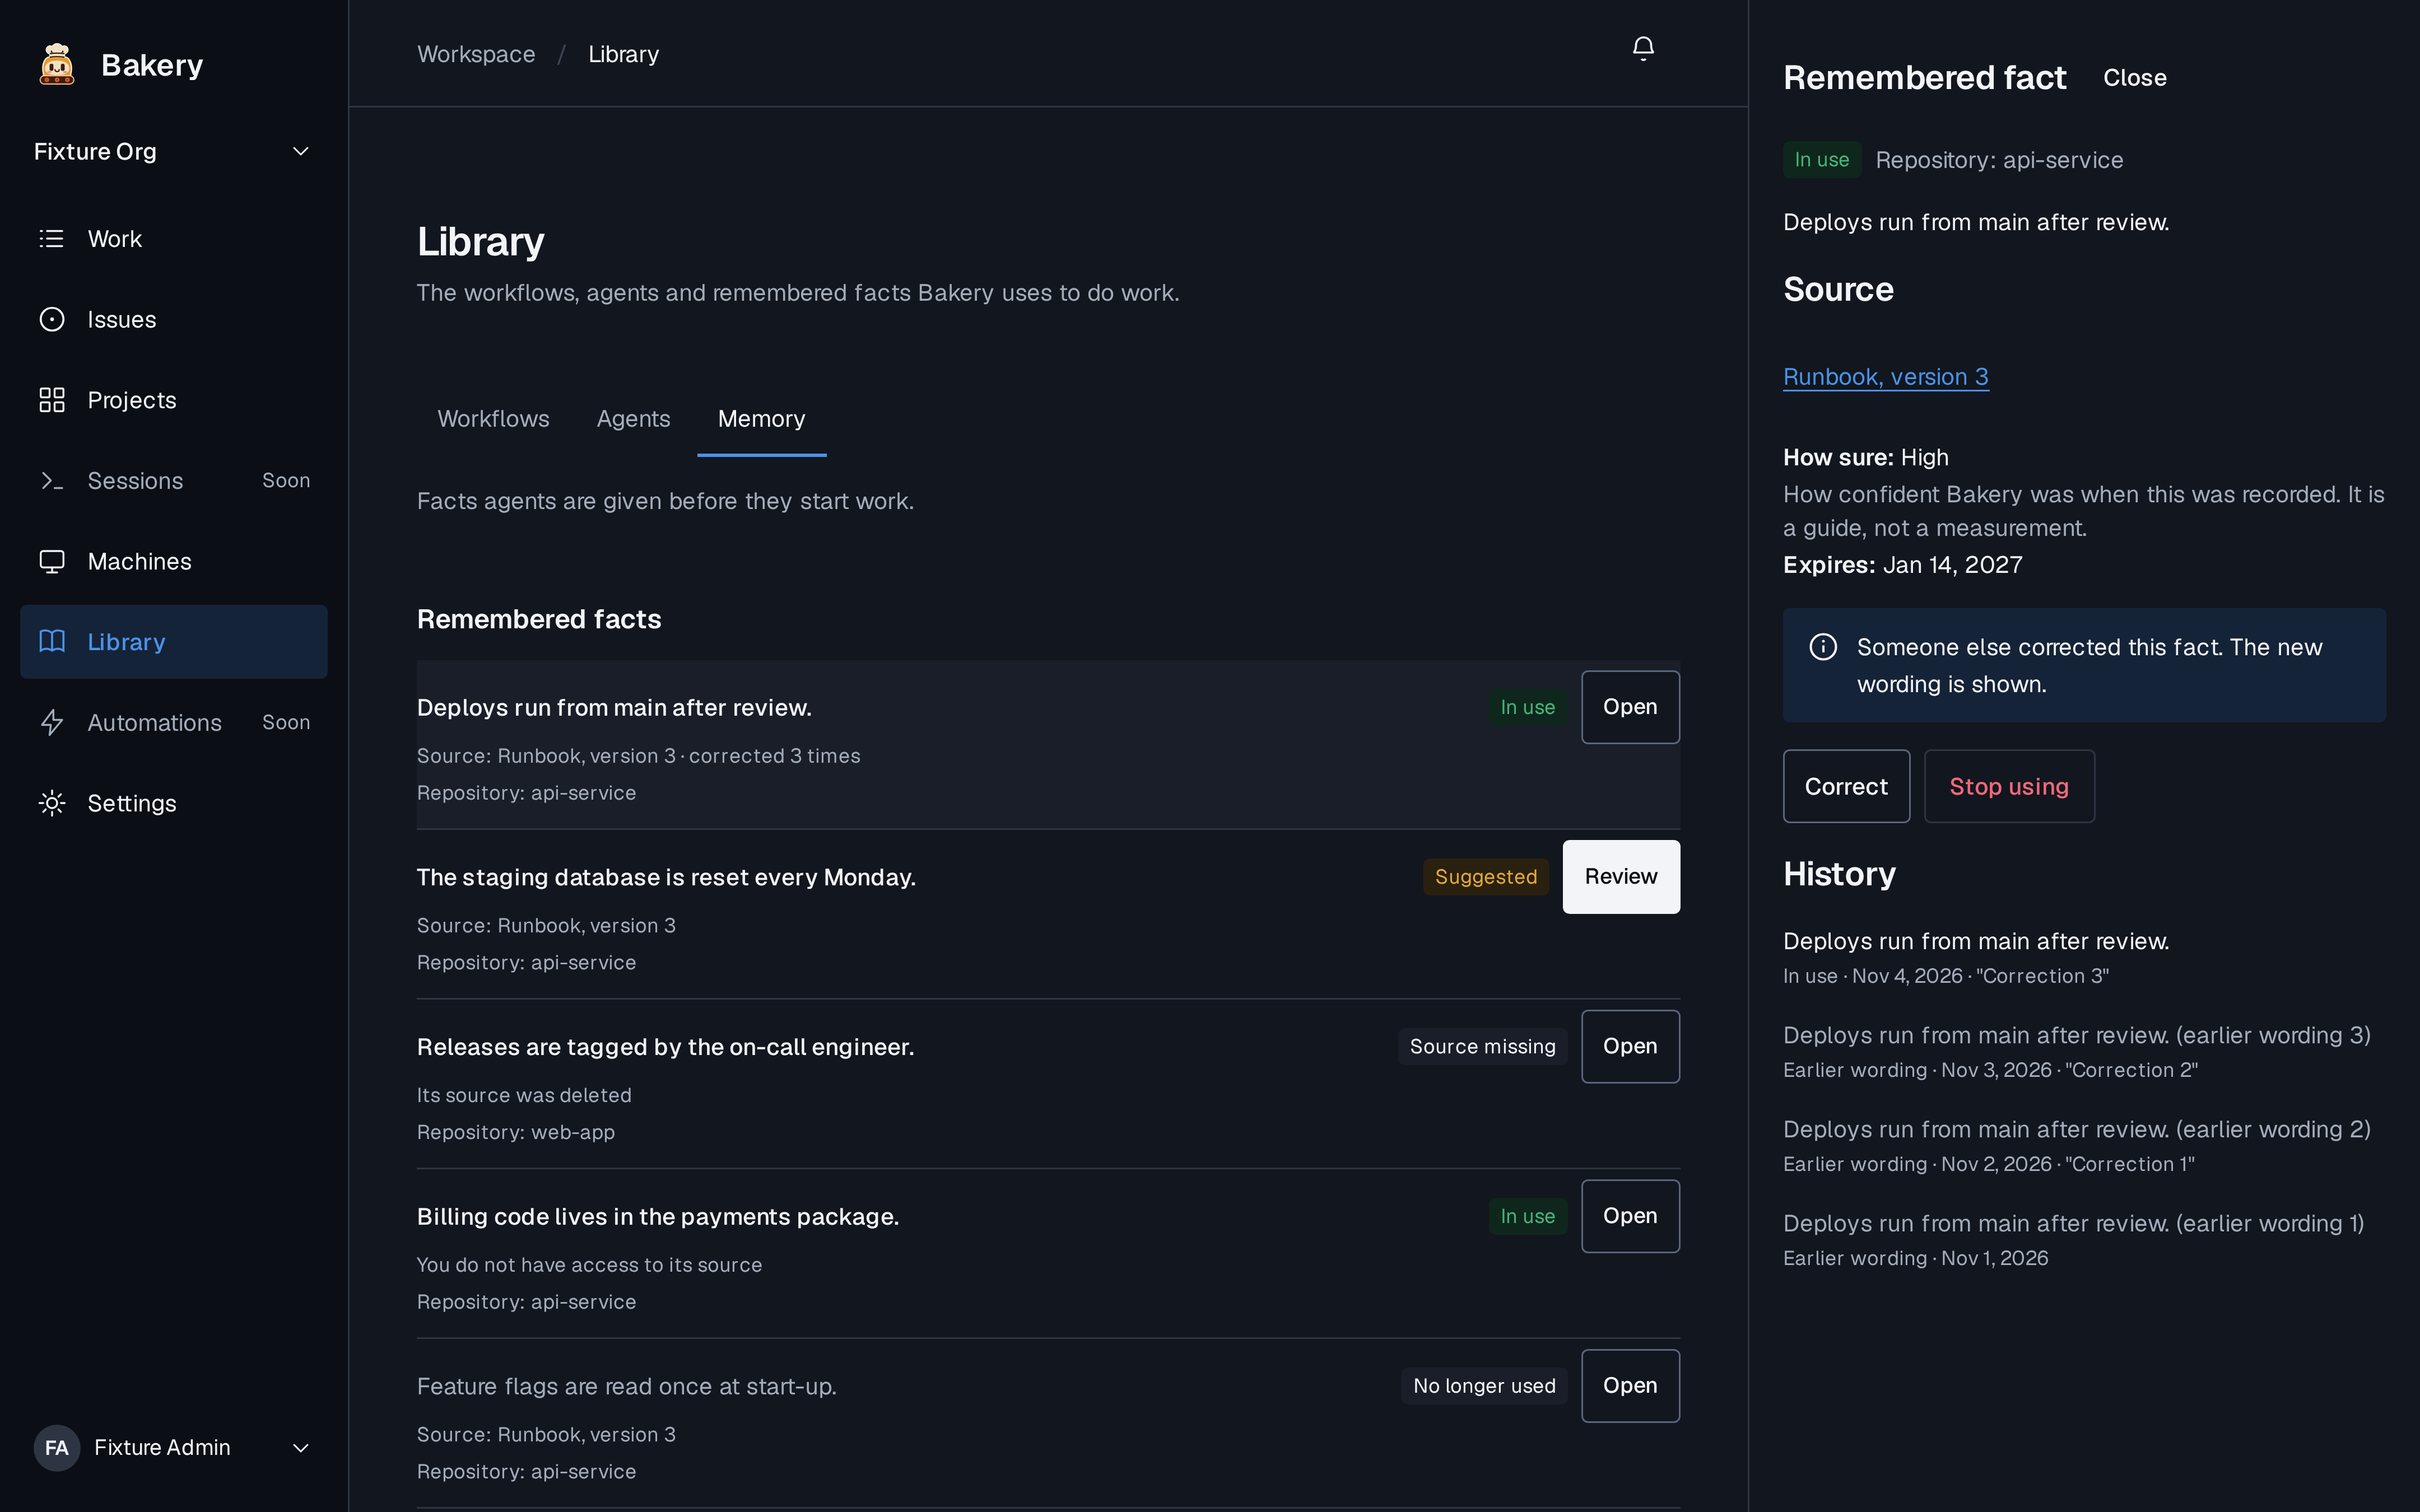 Bakery
Fixture Org
Work
Issues
Projects
Sessions Soon
Machines
Library
Automations Soon
Settings
FA Fixture Admin
Workspace / Library
Library
The workflows, agents and remembered facts Bakery uses to do work.
Workflows Agents Memory
Facts agents are given before they start work.
Remembered facts
Deploys run from main after review. In use Open
Source: Runbook, version 3 · corrected 3 times
Repository: api-service
The staging database is reset every Monday. Suggested Review
Source: Runbook, version 3
Repository: api-service
Releases are tagged by the on-call engineer. Source missing Open
Its source was deleted
Repository: web-app
Billing code lives in the payments package. In use Open
You do not have access to its source
Repository: api-service
Feature flags are read once at start-up. No longer used Open
Source: Runbook, version 3
Repository: api-service
Remembered fact Close
In use Repository: api-service
Deploys run from main after review.
Source
Runbook, version 3
How sure: High
How confident Bakery was when this was recorded. It is
a guide, not a measurement.
Expires: Jan 14, 2027
Someone else corrected this fact. The new
wording is shown.
Correct Stop using
History
Deploys run from main after review.
In use · Nov 4, 2026 · "Correction 3"
Deploys run from main after review. (earlier wording 3)
Earlier wording · Nov 3, 2026 · "Correction 2"
Deploys run from main after review. (earlier wording 2)
Earlier wording · Nov 2, 2026 · "Correction 1"
Deploys run from main after review. (earlier wording 1)
Earlier wording · Nov 1, 2026